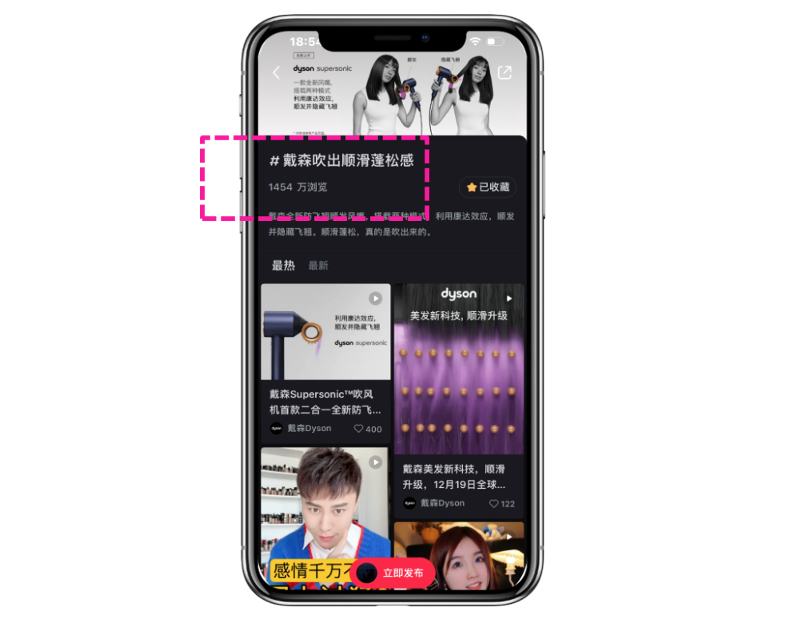 18:54
dyson supersonic
一款全新风嘴,
搭载两种模式
利用康达效应,
顺发并隐藏飞翘
# 戴森吹出顺滑蓬松感
1454 万浏览
已收藏
戴森全新防飞翘顺发风嘴，搭载两种模式，利用康达效应，顺发
并隐藏飞翘。顺滑蓬松，真的是吹出来的。
最热 最新
利用康达效应,
顺发并隐藏飞翘
dyson supersonic
戴森Supersonic™吹风
机首款二合一全新防飞...
戴森Dyson 400
dyson
美发新科技, 顺滑升级
戴森美发新科技，顺滑
升级，12月19日全球...
dyson 戴森Dyson 122
感情千万不
立即发布